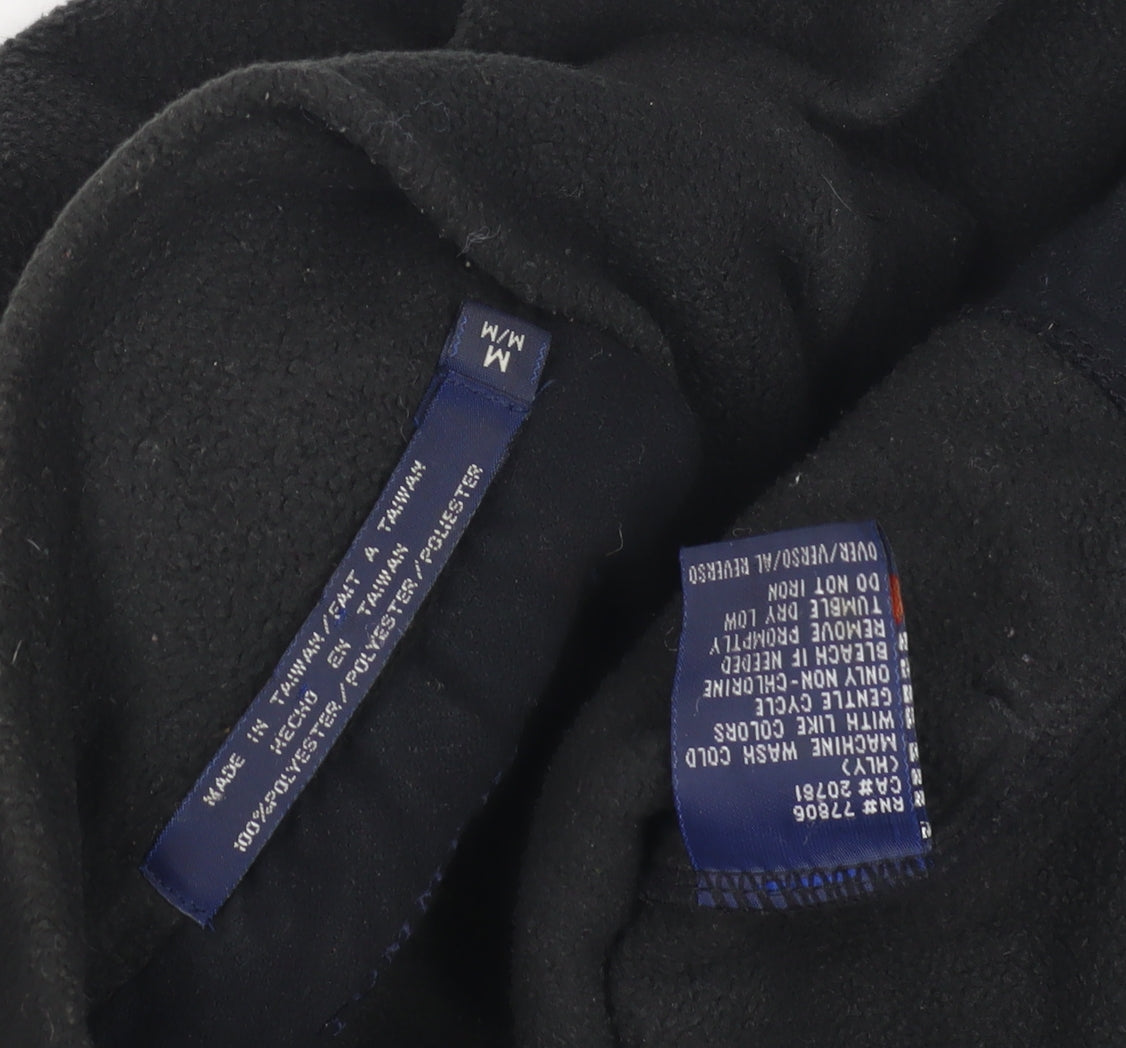 M
M/M
MADE IN TAIWAN/FAIT A TAIWAN
HECHO EN TAIWAN
100%POLYESTER/POLYESTER/POLIESTER
RN# 77806
CA# 20761
(HLY)
MACHINE WASH COLD
WITH LIKE COLORS
GENTLE CYCLE
ONLY NON-CHLORINE
BLEACH IF NEEDED
REMOVE PROMPTLY
TUMBLE DRY LOW
DO NOT IRON
OVER/VERSO/AL REVERSO